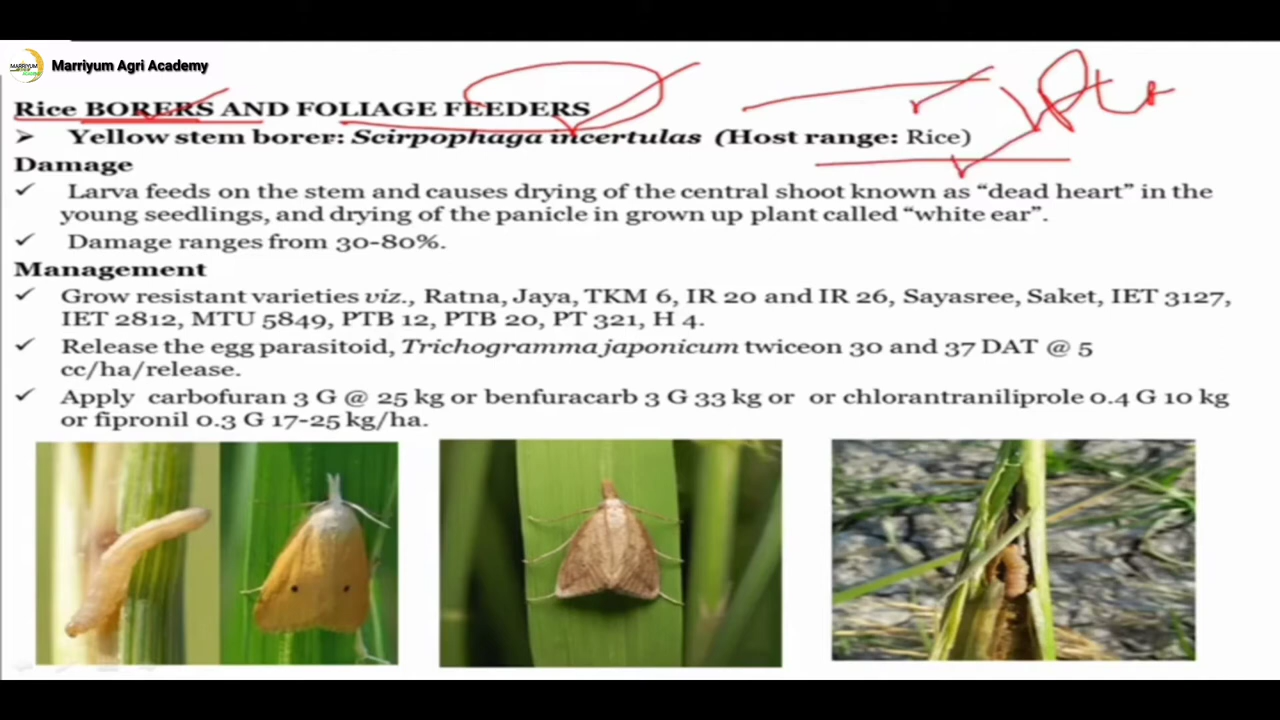 Marriyum Agri Academy
Rice BORERS AND FOLIAGE FEEDERS
➤ Yellow stem borer: Scirpophaga incertulas (Host range: Rice)
Damage
✓ Larva feeds on the stem and causes drying of the central shoot known as “dead heart” in the
young seedlings, and drying of the panicle in grown up plant called “white ear”.
✓ Damage ranges from 30-80%.
Management
✓ Grow resistant varieties viz., Ratna, Jaya, TKM 6, IR 20 and IR 26, Sayasree, Saket, IET 3127,
IET 2812, MTU 5849, PTB 12, PTB 20, PT 321, H 4.
✓ Release the egg parasitoid, Trichogramma japonicum twiceon 30 and 37 DAT @ 5
cc/ha/release.
✓ Apply carbofuran 3 G @ 25 kg or benfuracarb 3 G 33 kg or or chlorantraniliprole 0.4 G 10 kg
or fipronil 0.3 G 17-25 kg/ha.